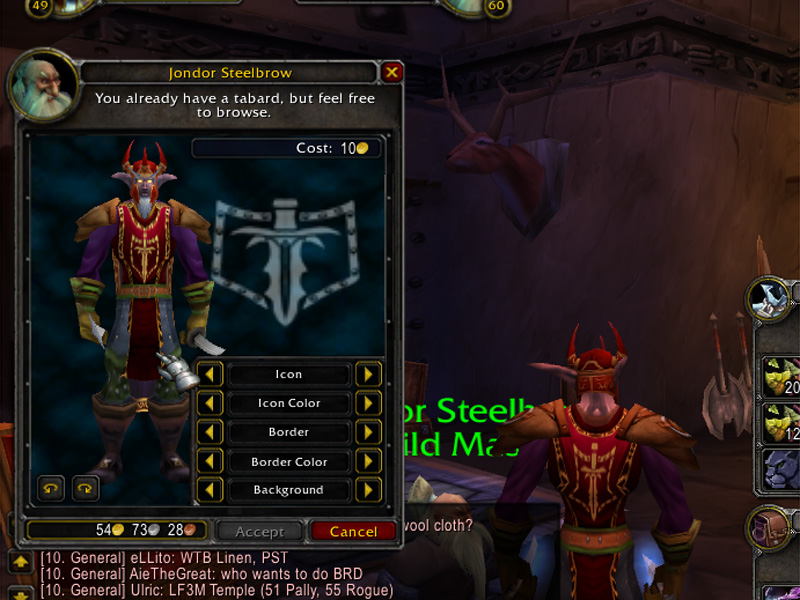 49
60
Jondor Steelbrow
You already have a tabard, but feel free
to browse.
Cost: 10
Icon
Icon Color
Border
Border Color
Background
20
12
54 73 28
Accept
Cancel
wool cloth?
[10. General] eLLito: WTB Linen, PST
[10. General] AieTheGreat: who wants to do BRD
[10. General] Ulric: LF3M Temple (51 Pally, 55 Rogue)